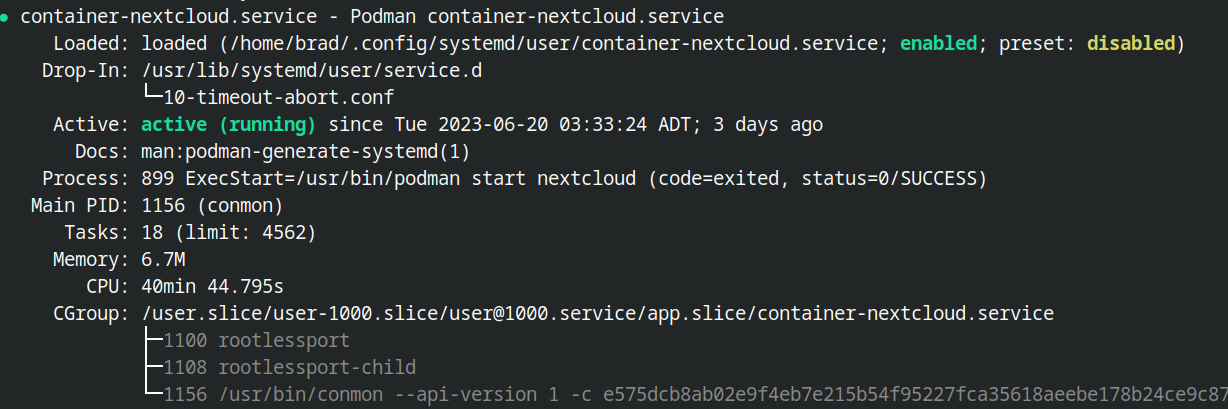 ● container-nextcloud.service - Podman container-nextcloud.service
Loaded: loaded (/home/brad/.config/systemd/user/container-nextcloud.service; enabled; preset: disabled)
Drop-In: /usr/lib/systemd/user/service.d
└─10-timeout-abort.conf
Active: active (running) since Tue 2023-06-20 03:33:24 ADT; 3 days ago
Docs: man:podman-generate-systemd(1)
Process: 899 ExecStart=/usr/bin/podman start nextcloud (code=exited, status=0/SUCCESS)
Main PID: 1156 (conmon)
Tasks: 18 (limit: 4562)
Memory: 6.7M
CPU: 40min 44.795s
CGroup: /user.slice/user-1000.slice/user@1000.service/app.slice/container-nextcloud.service
├─1100 rootlessport
├─1108 rootlessport-child
└─1156 /usr/bin/conmon --api-version 1 -c e575dcb8ab02e9f4eb7e215b54f95227fca35618aeebe178b24ce9c87